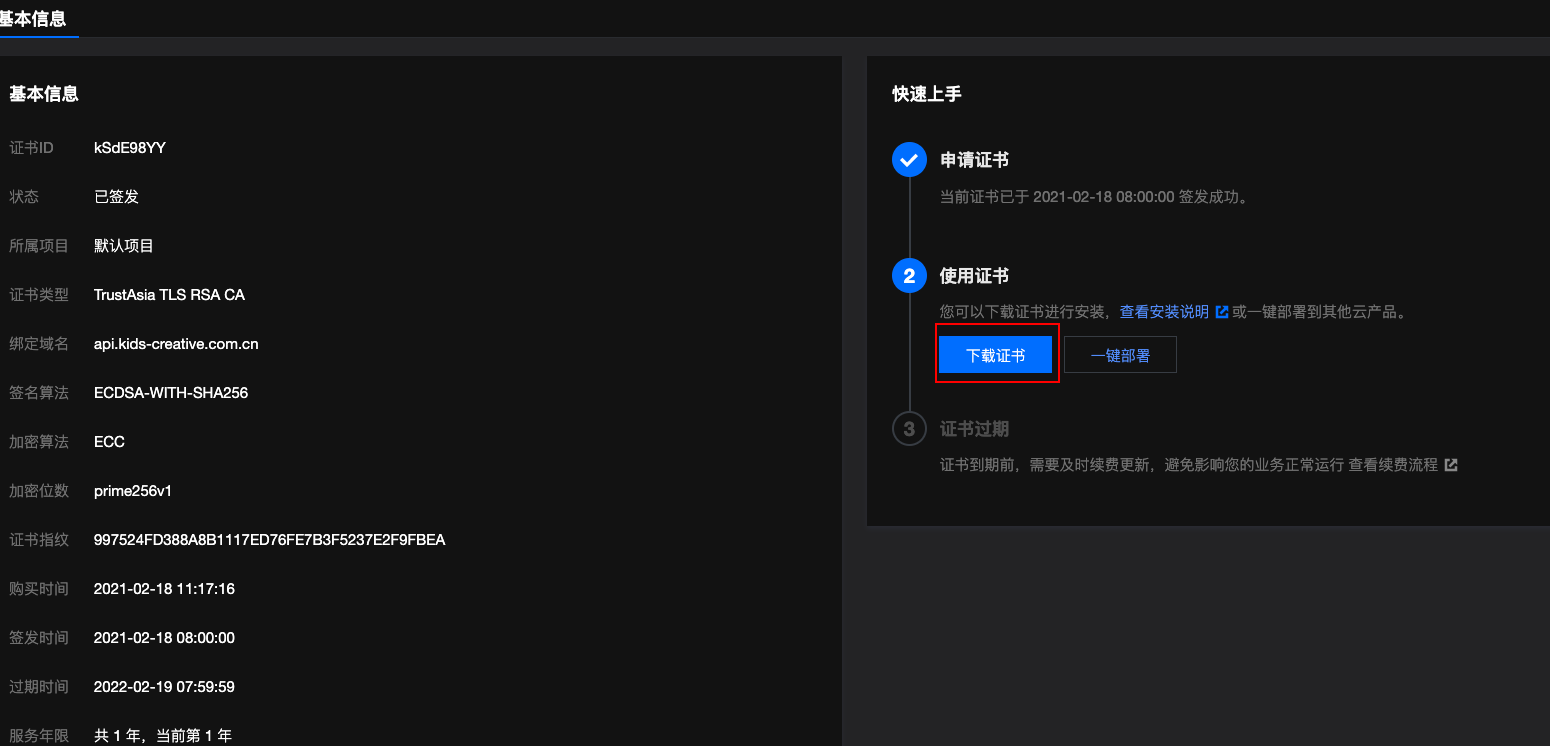 基本信息
基本信息
证书ID kSdE98YY
状态 已签发
所属项目 默认项目
证书类型 TrustAsia TLS RSA CA
绑定域名 api.kids-creative.com.cn
签名算法 ECDSA-WITH-SHA256
加密算法 ECC
加密位数 prime256v1
证书指纹 997524FD388A8B1117ED76FE7B3F5237E2F9FBEA
购买时间 2021-02-18 11:17:16
签发时间 2021-02-18 08:00:00
过期时间 2022-02-19 07:59:59
服务年限 共 1 年，当前第 1 年
快速上手
申请证书
当前证书已于 2021-02-18 08:00:00 签发成功。
2 使用证书
您可以下载证书进行安装，查看安装说明 或一键部署到其他云产品。
下载证书 一键部署
3 证书过期
证书到期前，需要及时续费更新，避免影响您的业务正常运行 查看续费流程